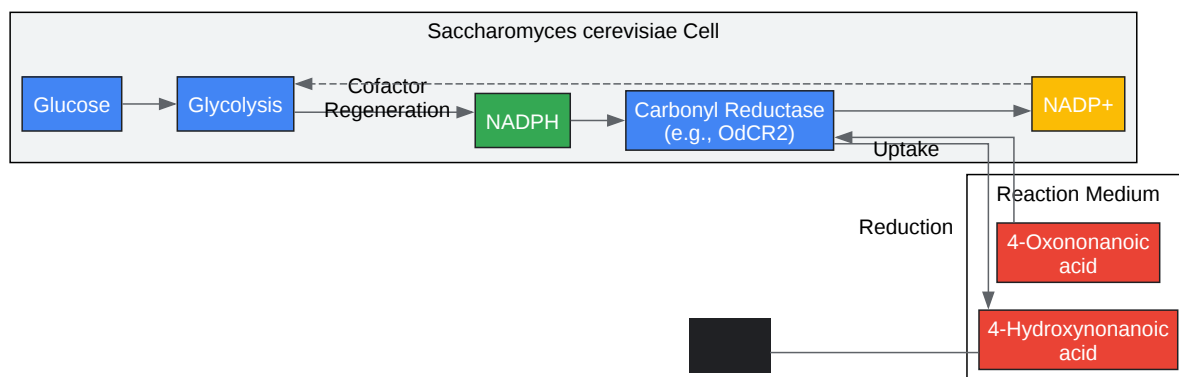 Saccharomyces cerevisiae Cell
Glucose
Glycolysis
Cofactor
Regeneration
NADPH
Carbonyl Reductase
(e.g., OdCR2)
NADP+
Uptake
Reaction Medium
Reduction
4-Oxononanoic
acid
4-Hydroxynonanoic
acid